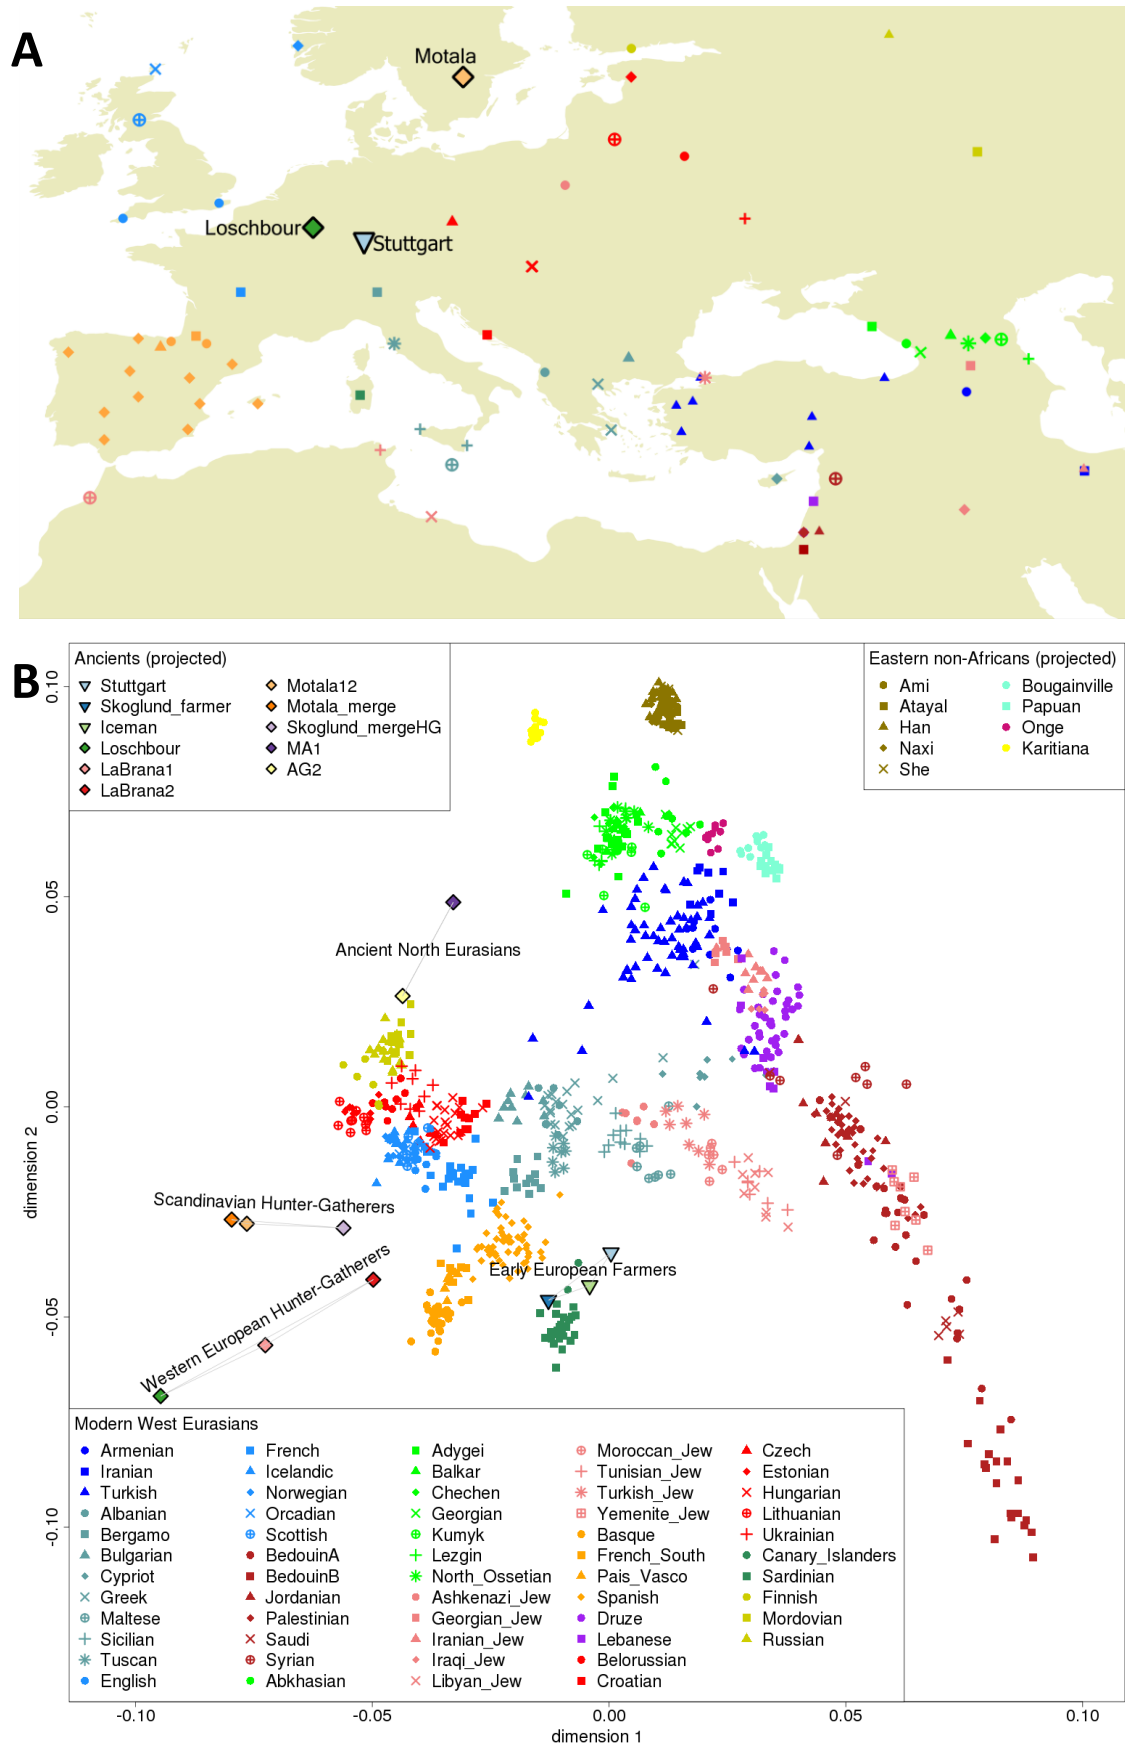 A
Motala
Loschbour
Stuttgart
B
Ancients (projected)
Stuttgart
Skoglund_farmer
Iceman
Loschbour
LaBrana1
LaBrana2
Motala12
Motala_merge
Skoglund_mergeHG
MA1
AG2
Eastern non-Africans (projected)
Ami
Atayal
Han
Naxi
She
Bougainville
Papuan
Onge
Karitiana
Ancient North Eurasians
Scandinavian Hunter-Gatherers
Western European Hunter-Gatherers
Early European Farmers
0.10
0.05
0.00
-0.05
-0.10
dimension 2
Modern West Eurasians
Armenian
Iranian
Turkish
Albanian
Bergamo
Bulgarian
Cypriot
Greek
Maltese
Sicilian
Tuscan
English
French
Icelandic
Norwegian
Orcadian
Scottish
BedouinA
BedouinB
Jordanian
Palestinian
Saudi
Syrian
Abkhasian
Adygei
Balkar
Chechen
Georgian
Kumyk
Lezgin
North_Ossetian
Ashkenazi_Jew
Georgian_Jew
Iranian_Jew
Iraqi_Jew
Libyan_Jew
Moroccan_Jew
Tunisian_Jew
Turkish_Jew
Yemenite_Jew
Basque
French_South
Pais_Vasco
Spanish
Druze
Lebanese
Belorussian
Croatian
Czech
Estonian
Hungarian
Lithuanian
Ukrainian
Canary_Islanders
Sardinian
Finnish
Mordovian
Russian
-0.10
-0.05
0.00
0.05
0.10
dimension 1